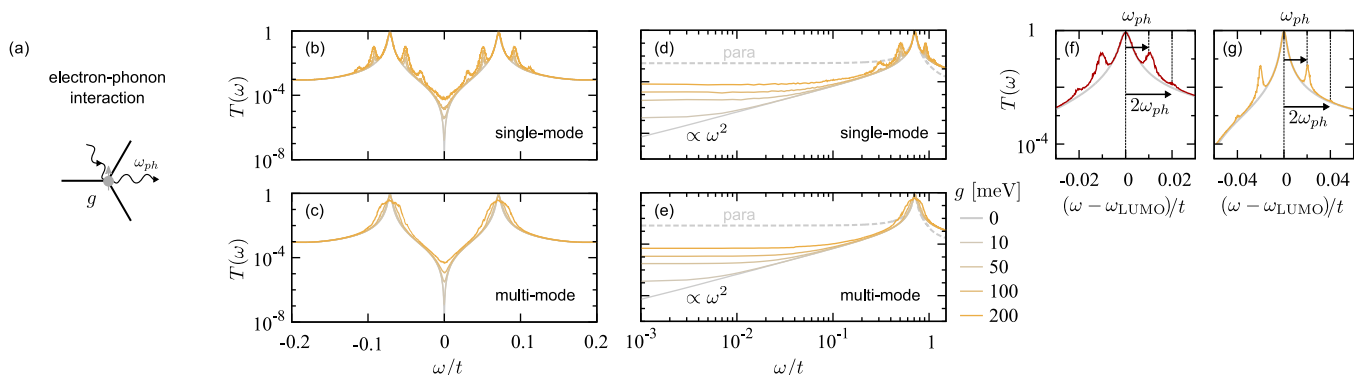 (a)
electron-phonon
interaction
ω_ph
g
(b)
T(ω)
1
10⁻⁴
10⁻⁸
single-mode
(c)
T(ω)
1
10⁻⁴
10⁻⁸
multi-mode
-0.2
-0.1
0
0.1
0.2
ω/t
(d)
para
∝ ω²
single-mode
(e)
para
∝ ω²
multi-mode
10⁻³
10⁻²
10⁻¹
1
ω/t
g [meV]
0
10
50
100
200
ω_ph
(f)
T(ω)
1
10⁻⁴
2ω_ph
-0.02
0
0.02
(ω − ω_LUMO)/t
ω_ph
(g)
2ω_ph
-0.04
0
0.04
(ω − ω_LUMO)/t